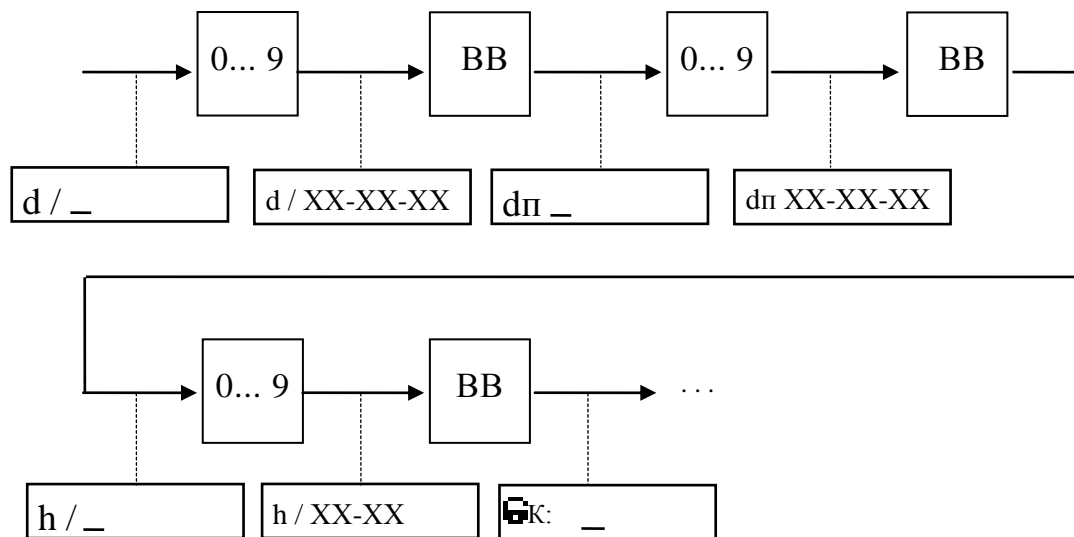 0... 9 ВВ 0... 9 ВВ
d / _ d / XX-XX-XX dп _ dп XX-XX-XX
0... 9 ВВ . . .
h / _ h / XX-XX К: _